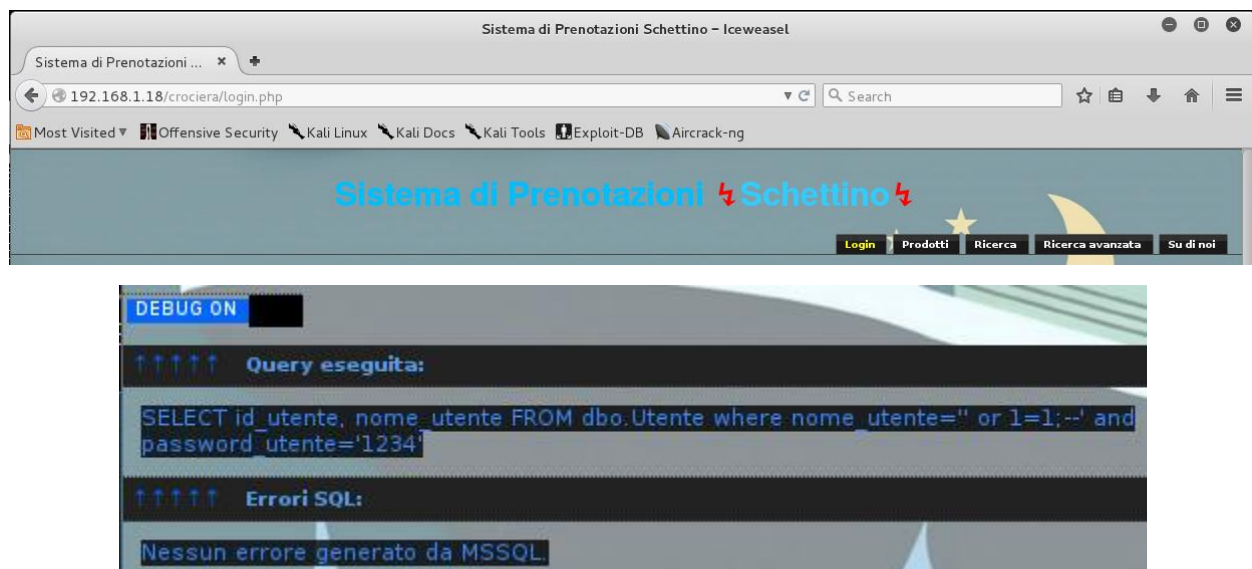 Sistema di Prenotazioni Schettino - Iceweasel
Sistema di Prenotazioni ...
192.168.1.18/crociera/login.php
Search
Most Visited Offensive Security Kali Linux Kali Docs Kali Tools Exploit-DB Aircrack-ng
Sistema di Prenotazioni Schettino
Login Prodotti Ricerca Ricerca avanzata Su di noi
DEBUG ON
↑↑↑↑↑ Query eseguita:
SELECT id_utente, nome_utente FROM dbo.Utente where nome_utente='' or 1=1;--' and
password_utente='1234'
↑↑↑↑↑ Errori SQL:
Nessun errore generato da MSSQL.